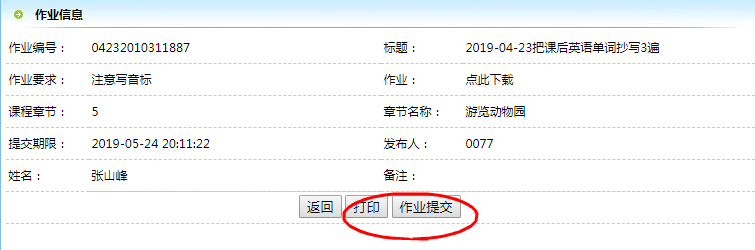 作业信息
作业编号： 04232010311887 标题： 2019-04-23把课后英语单词抄写3遍
作业要求： 注意写音标 作业： 点此下载
课程章节： 5 章节名称： 游览动物园
提交期限： 2019-05-24 20:11:22 发布人： 0077
姓名： 张山峰 备注：
返回 打印 作业提交